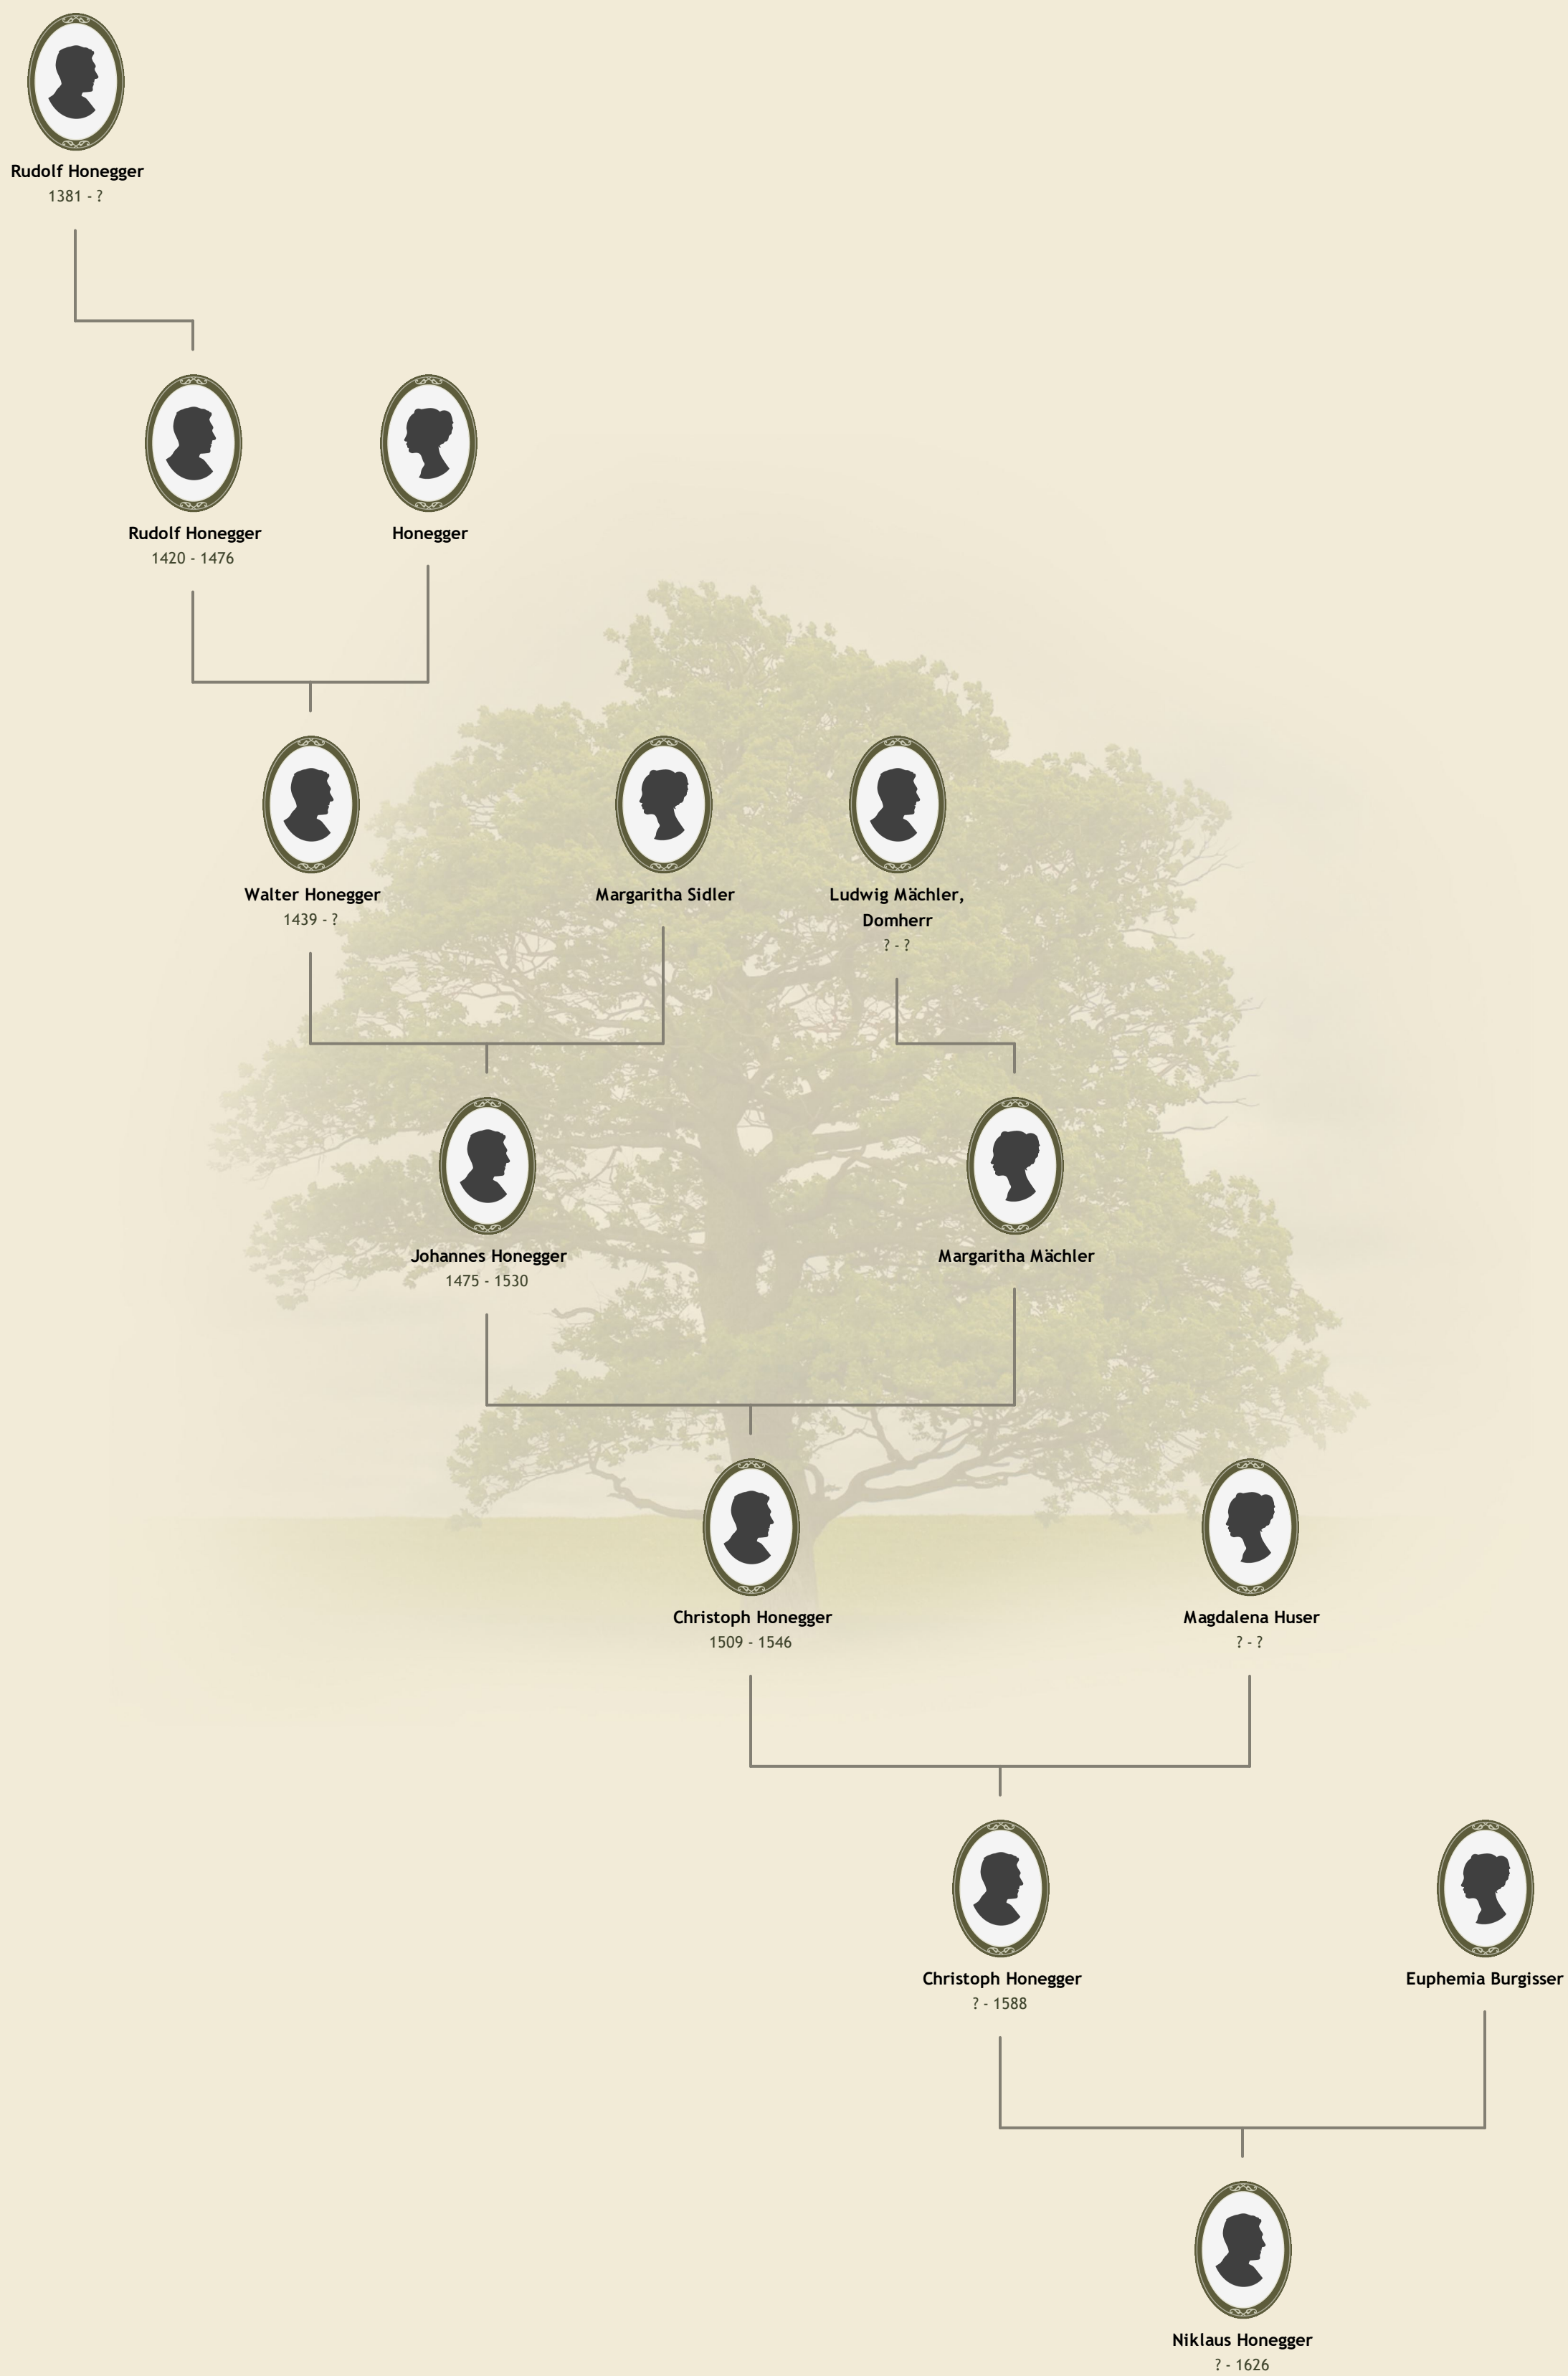 Rudolf Honegger
1381 - ?
Rudolf Honegger
1420 - 1476
Honegger
Walter Honegger
1439 - ?
Margaritha Sidler
Ludwig Mächler,
Domherr
? - ?
Johannes Honegger
1475 - 1530
Margaritha Mächler
Christoph Honegger
1509 - 1546
Magdalena Huser
? - ?
Christoph Honegger
? - 1588
Euphemia Burgisser
Niklaus Honegger
? - 1626